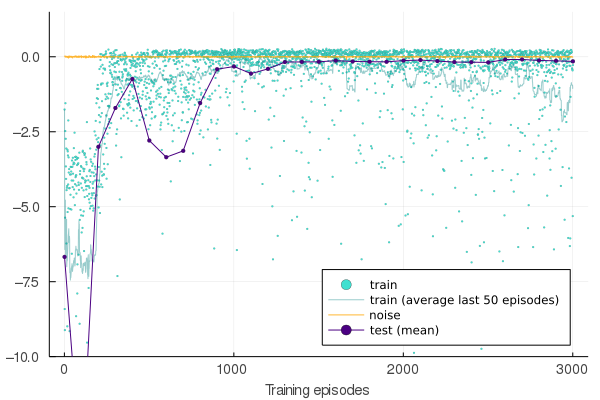 0.0
−2.5
−5.0
−7.5
−10.0
0
1000
2000
3000
Training episodes
train
train (average last 50 episodes)
noise
test (mean)